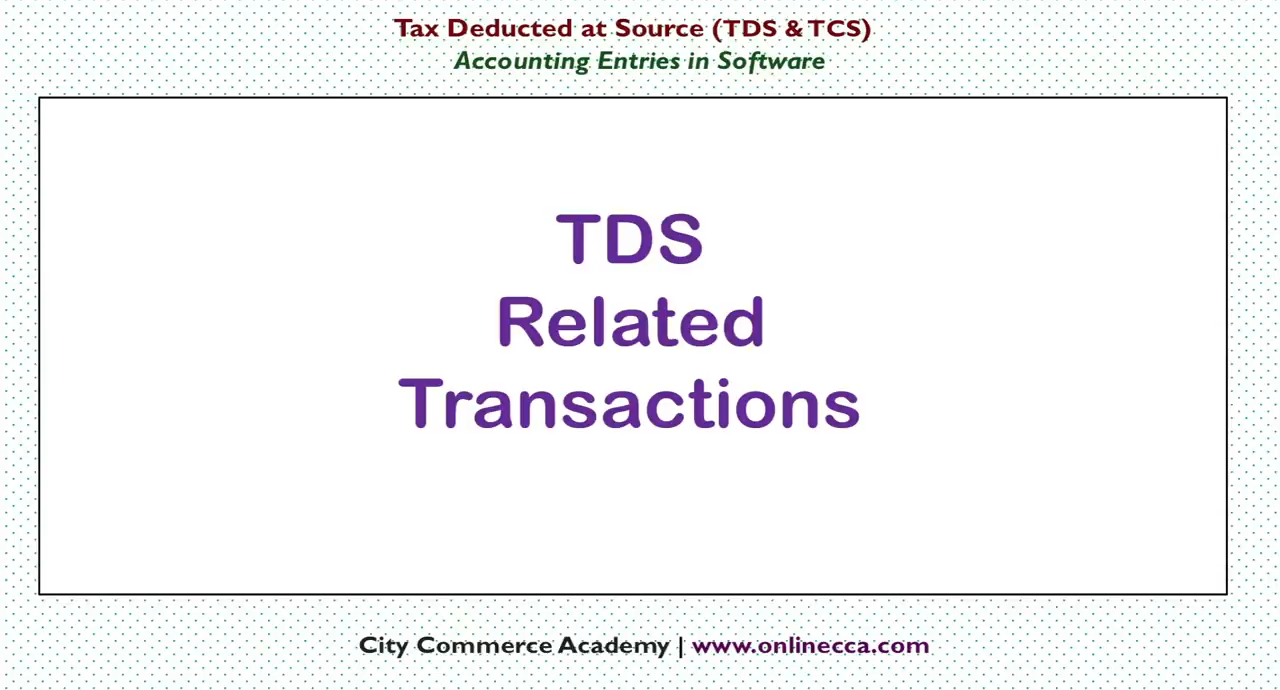 Tax Deducted at Source (TDS & TCS)
Accounting Entries in Software
TDS
Related
Transactions
City Commerce Academy | www.onlinecca.com